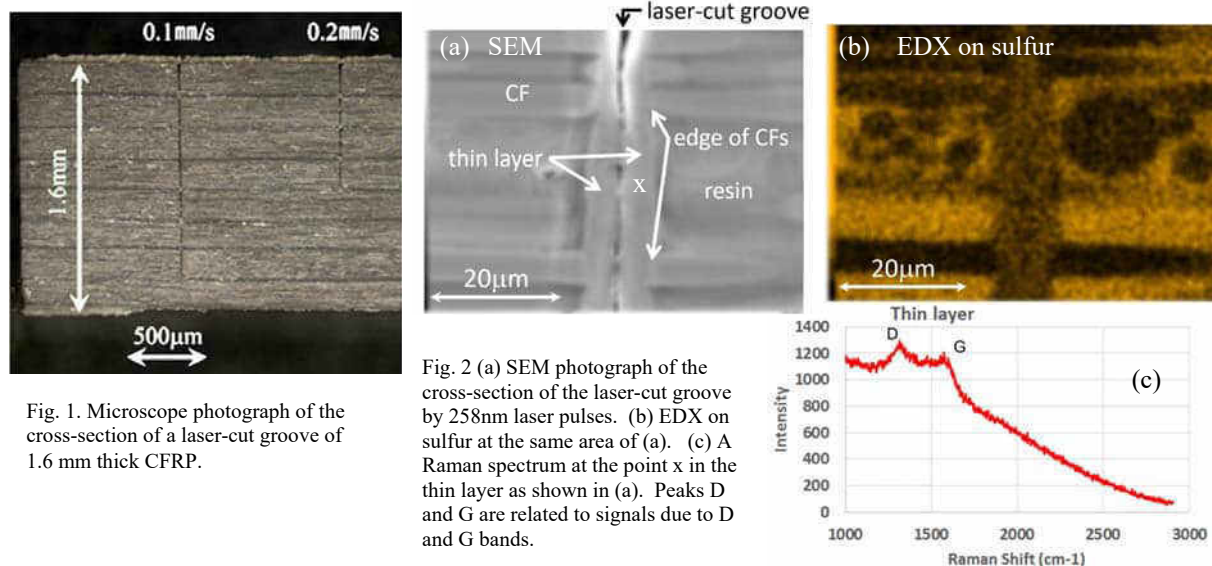 0.1mm/s
0.2mm/s
1.6mm
500μm
Fig. 1. Microscope photograph of the
cross-section of a laser-cut groove of
1.6 mm thick CFRP.
laser-cut groove
(a) SEM
CF
thin layer
edge of CFs
x
resin
20μm
(b) EDX on sulfur
20μm
Fig. 2 (a) SEM photograph of the
cross-section of the laser-cut groove
by 258nm laser pulses. (b) EDX on
sulfur at the same area of (a). (c) A
Raman spectrum at the point x in the
thin layer as shown in (a). Peaks D
and G are related to signals due to D
and G bands.
Thin layer
D
G
(c)
Intensity
1400
1200
1000
800
600
400
200
0
1000 1500 2000 2500 3000
Raman Shift (cm-1)